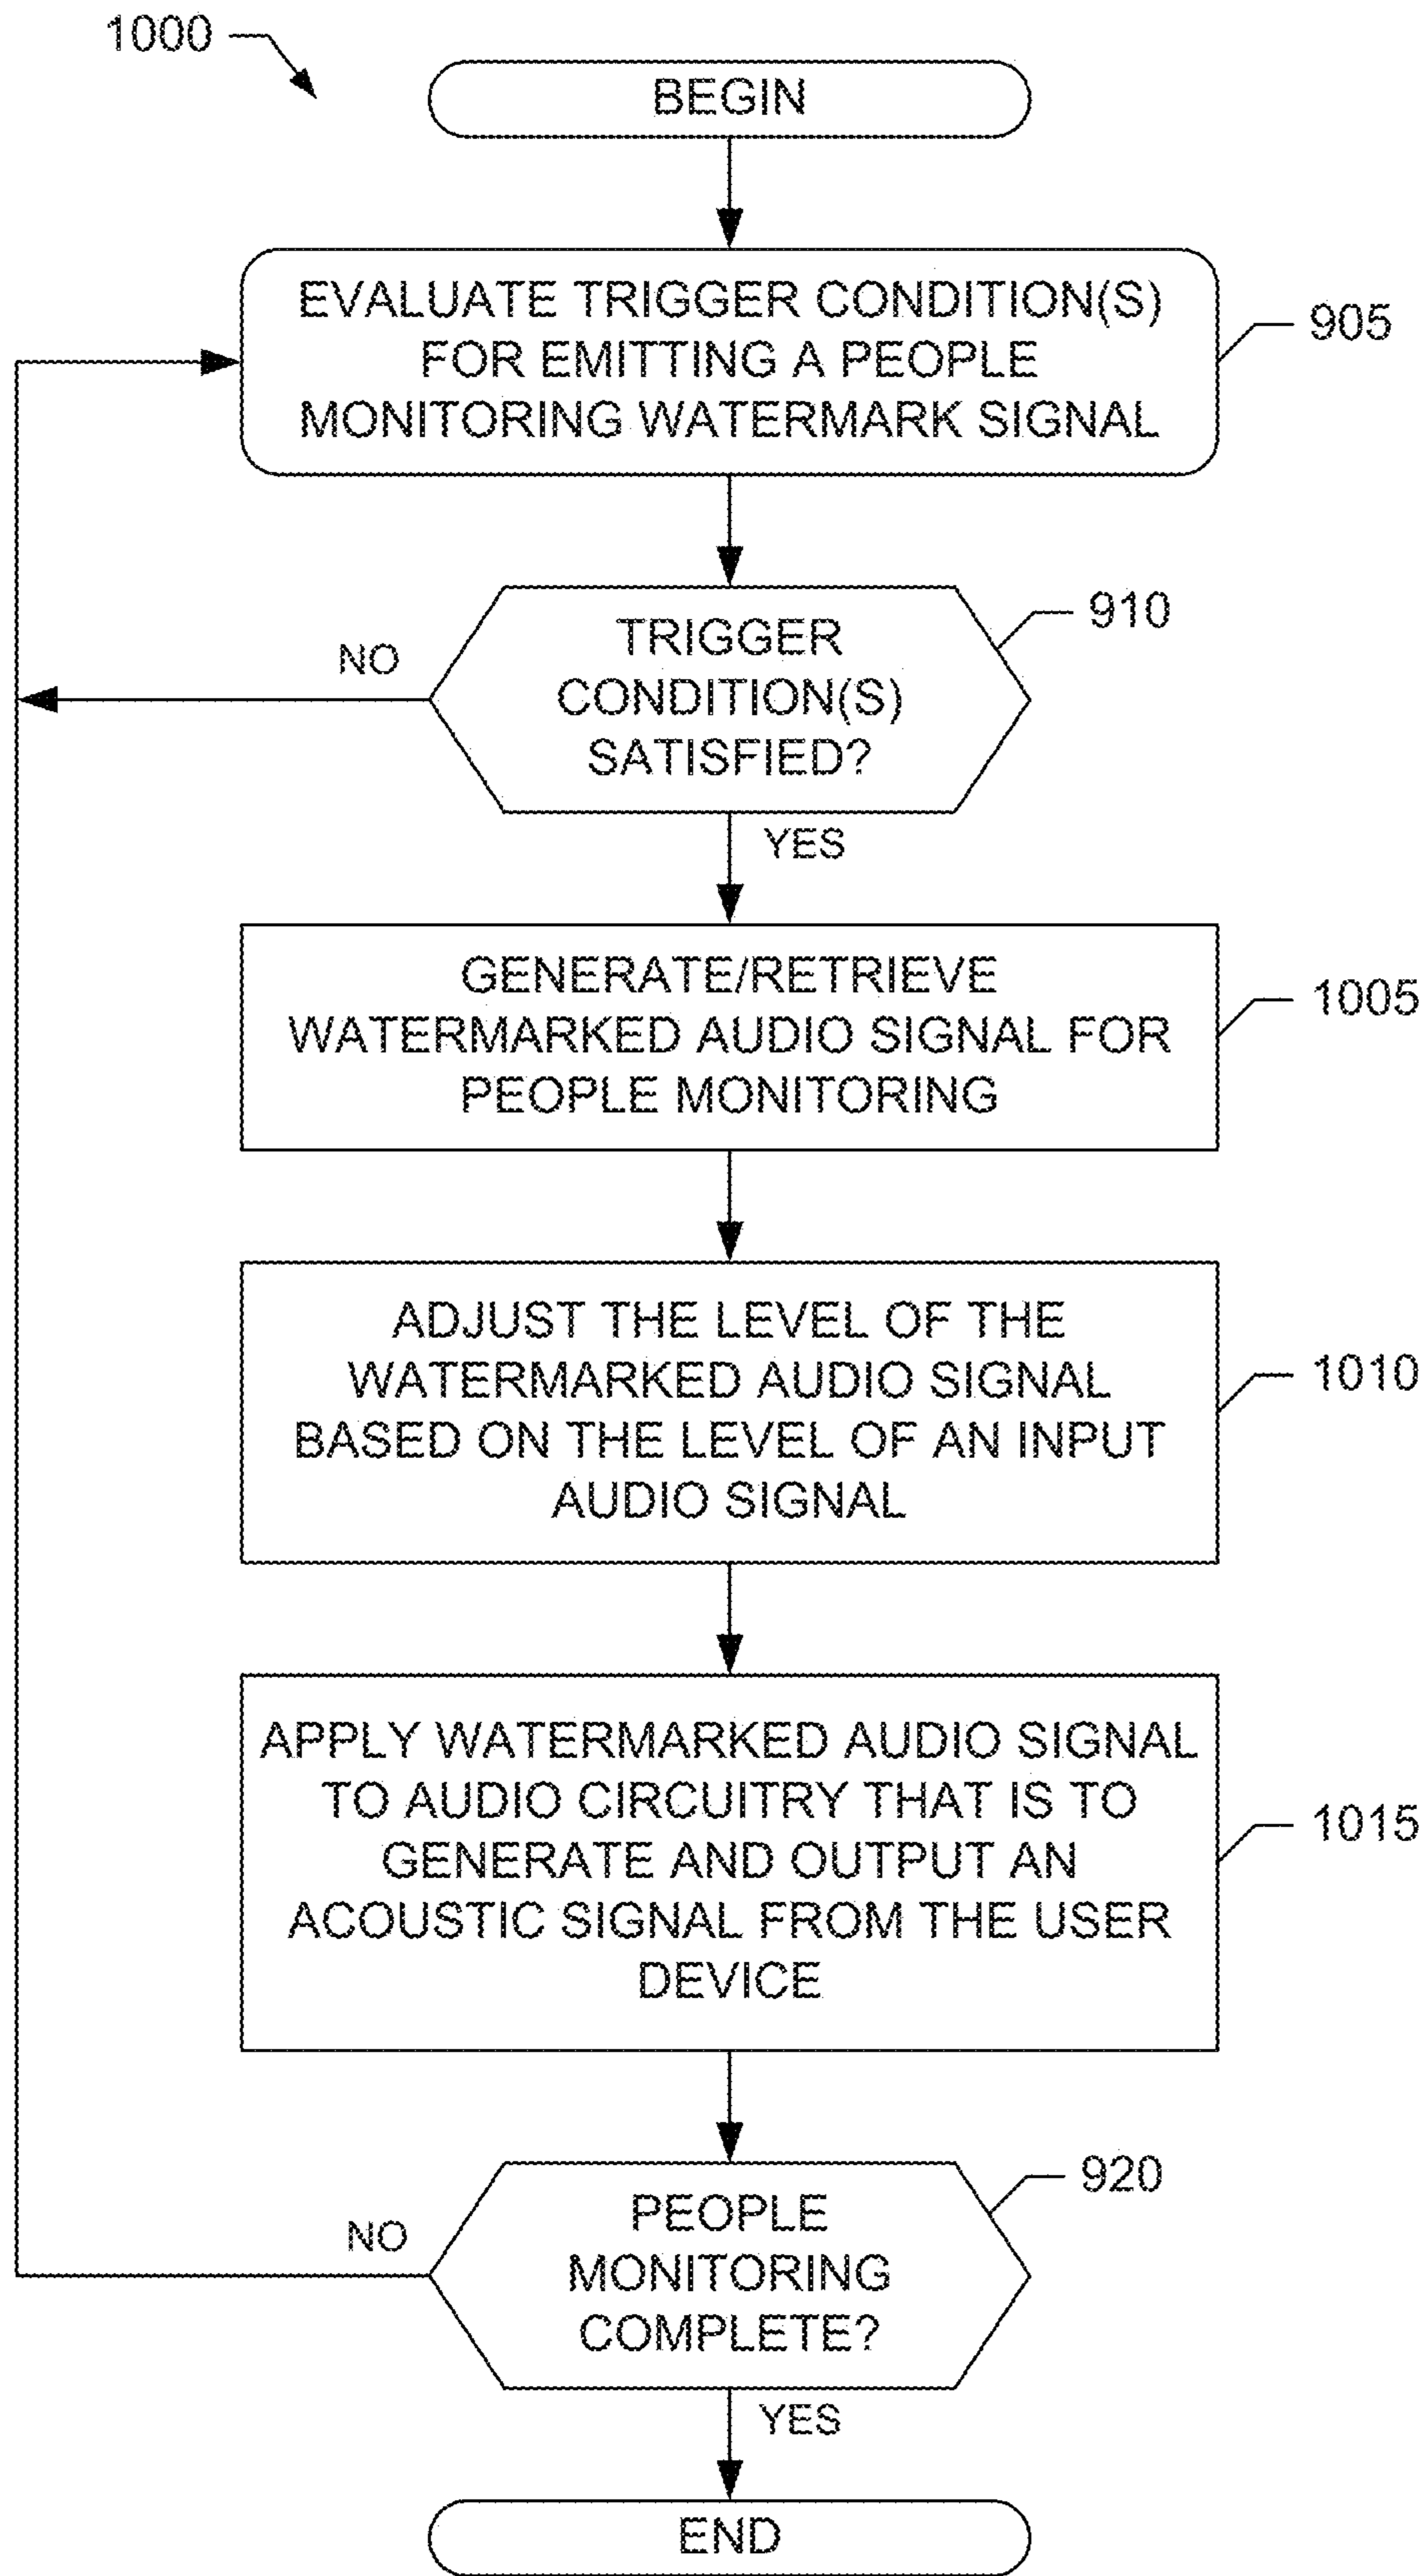 1000
BEGIN
EVALUATE TRIGGER CONDITION(S)
FOR EMITTING A PEOPLE
MONITORING WATERMARK SIGNAL
905
TRIGGER
CONDITION(S)
SATISFIED?
910
NO
YES
GENERATE/RETRIEVE
WATERMARKED AUDIO SIGNAL FOR
PEOPLE MONITORING
1005
ADJUST THE LEVEL OF THE
WATERMARKED AUDIO SIGNAL
BASED ON THE LEVEL OF AN INPUT
AUDIO SIGNAL
1010
APPLY WATERMARKED AUDIO SIGNAL
TO AUDIO CIRCUITRY THAT IS TO
GENERATE AND OUTPUT AN
ACOUSTIC SIGNAL FROM THE USER
DEVICE
1015
PEOPLE
MONITORING
COMPLETE?
920
NO
YES
END